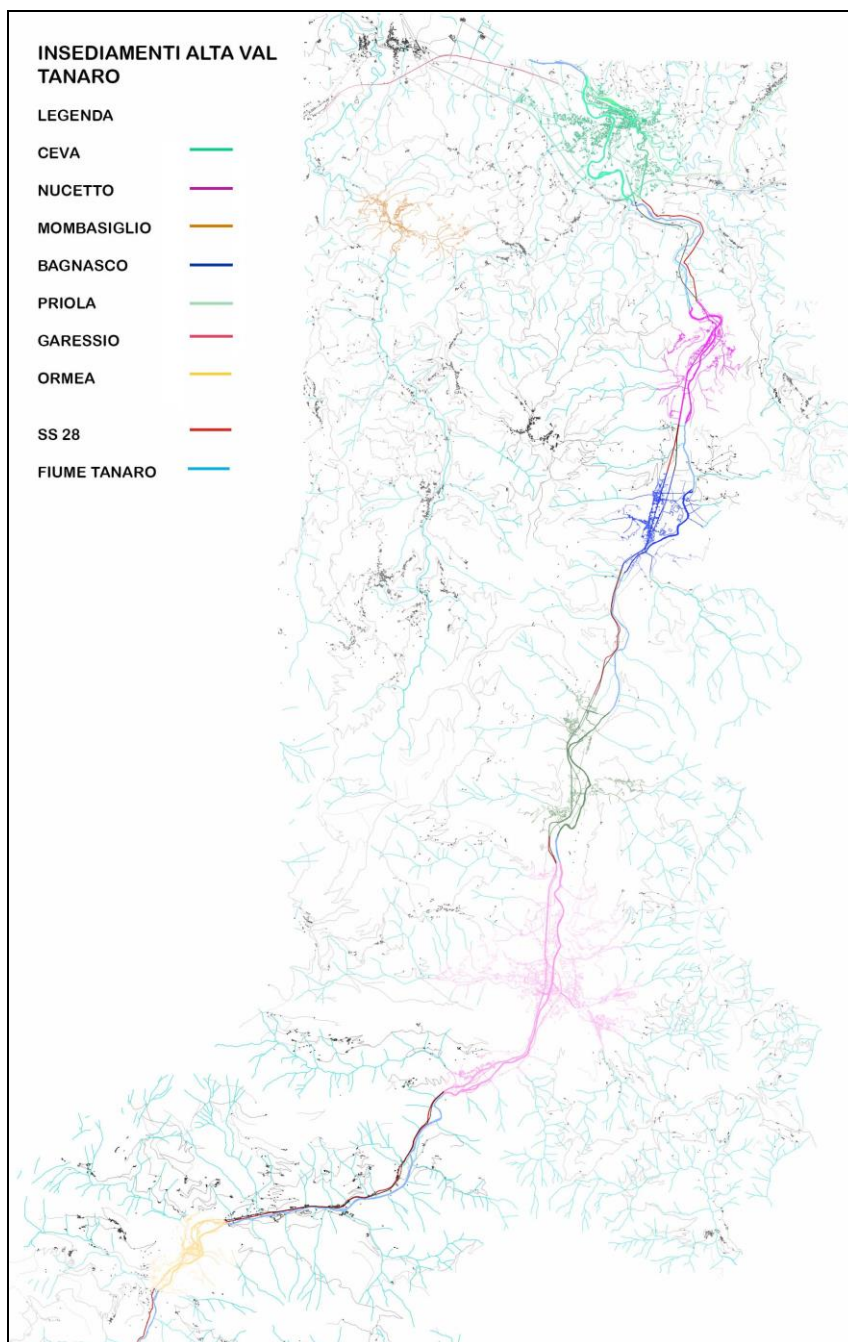 INSEDIAMENTI ALTA VAL
TANARO
LEGENDA
CEVA
NUCETTO
MOMBASIGLIO
BAGNASCO
PRIOLA
GARESSIO
ORMEA
SS 28
FIUME TANARO